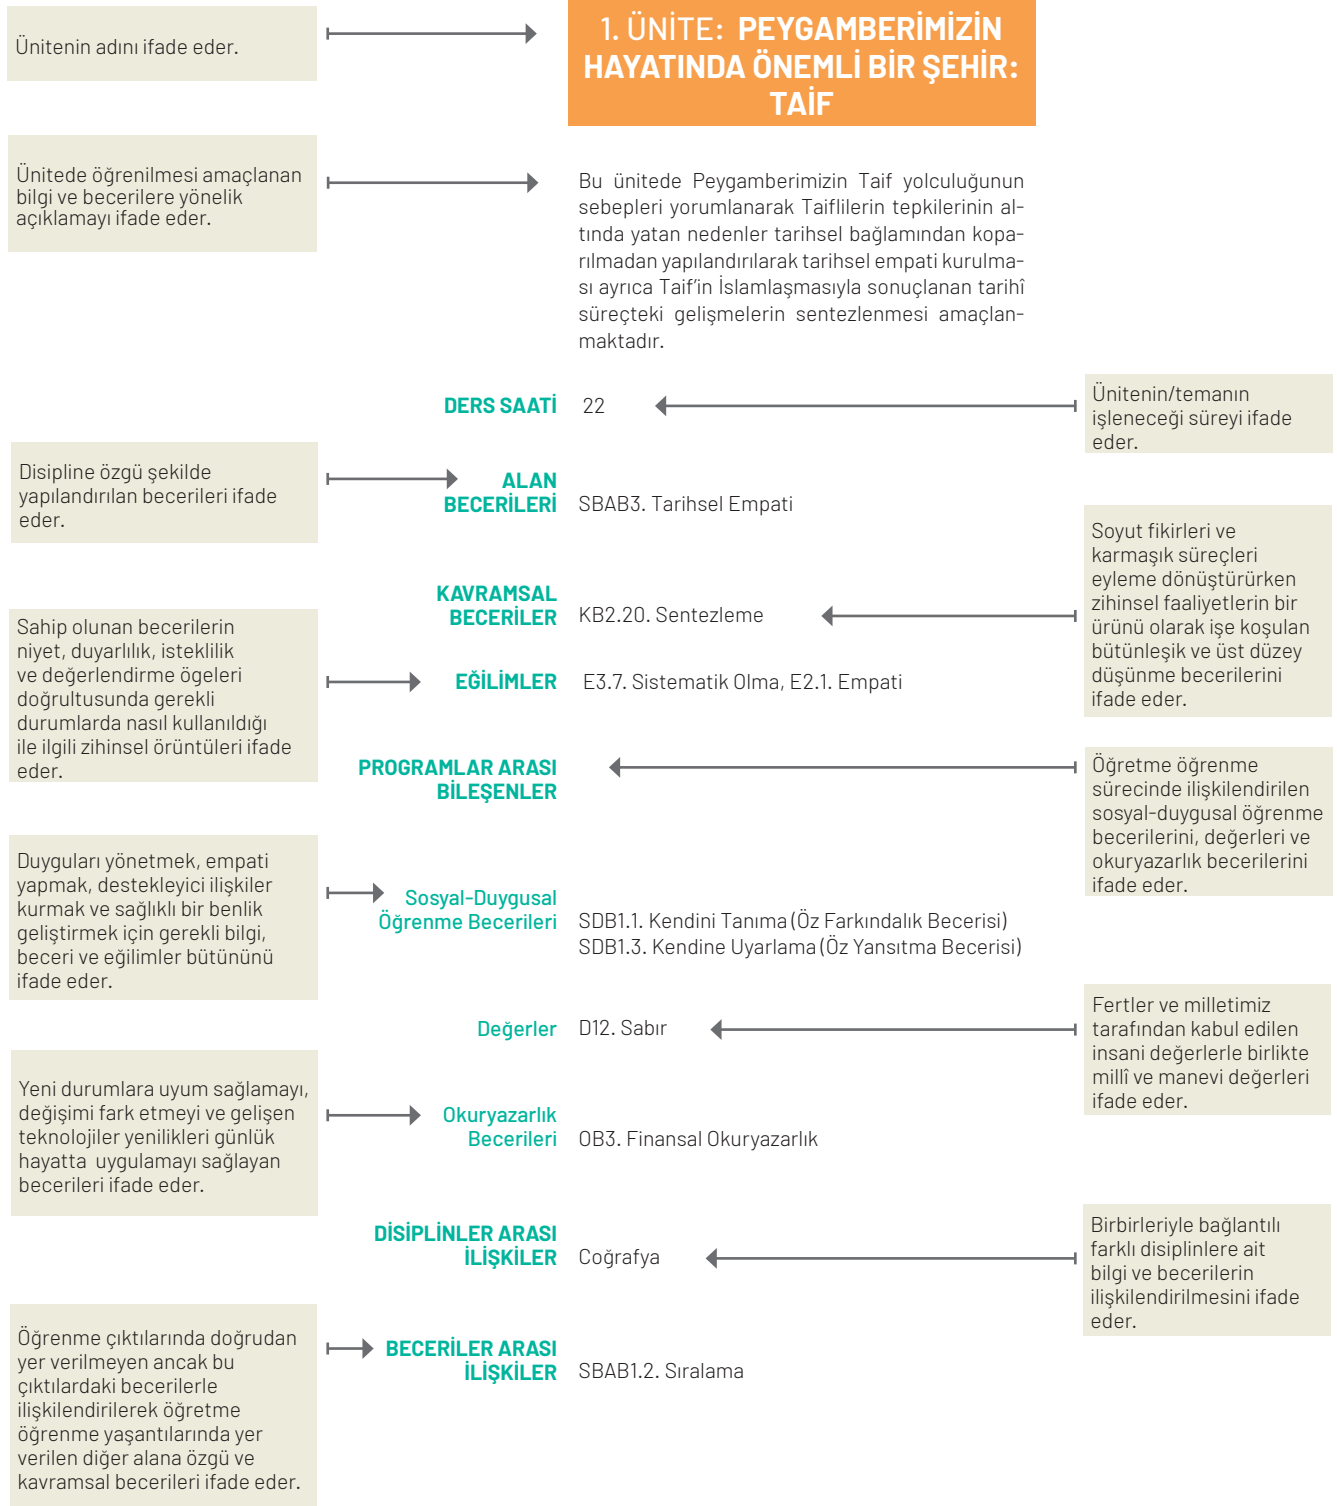 Ünitenin adını ifade eder.
1. ÜNİTE: PEYGAMBERİMİZİN
HAYATINDA ÖNEMLİ BİR ŞEHİR:
TAİF
Ünitede öğrenilmesi amaçlanan
bilgi ve becerilere yönelik
açıklamayı ifade eder.
Bu ünitede Peygamberimizin Taif yolculuğunun
sebepleri yorumlanarak Taiflilerin tepkilerinin al-
tında yatan nedenler tarihsel bağlamından kopa-
rılmadan yapılandırılarak tarihsel empati kurulma-
sı ayrıca Taif’in İslamlaşmasıyla sonuçlanan tarihî
süreçteki gelişmelerin sentezlenmesi amaçlan-
maktadır.
DERS SAATİ 22
Ünitenin/temanın
işleneceği süreyi ifade
eder.
Disipline özgü şekilde
yapılandırılan becerileri ifade
eder.
ALAN
BECERİLERİ SBAB3. Tarihsel Empati
KAVRAMSAL
BECERİLER KB2.20. Sentezleme
Soyut fikirleri ve
karmaşık süreçleri
eyleme dönüştürürken
zihinsel faaliyetlerin bir
ürünü olarak işe koşulan
bütünleşik ve üst düzey
düşünme becerilerini
ifade eder.
Sahip olunan becerilerin
niyet, duyarlılık, isteklilik
ve değerlendirme ögeleri
doğrultusunda gerekli
durumlarda nasıl kullanıldığı
ile ilgili zihinsel örüntüleri ifade
eder.
EĞİLİMLER E3.7. Sistematik Olma, E2.1. Empati
PROGRAMLAR ARASI
BİLEŞENLER
Öğretme öğrenme
sürecinde ilişkilendirilen
sosyal-duygusal öğrenme
becerilerini, değerleri ve
okuryazarlık becerilerini
ifade eder.
Duyguları yönetmek, empati
yapmak, destekleyici ilişkiler
kurmak ve sağlıklı bir benlik
geliştirmek için gerekli bilgi,
beceri ve eğilimler bütününü
ifade eder.
Sosyal-Duygusal
Öğrenme Becerileri SDB1.1. Kendini Tanıma (Öz Farkındalık Becerisi)
SDB1.3. Kendine Uyarlama (Öz Yansıtma Becerisi)
Değerler D12. Sabır
Fertler ve milletimiz
tarafından kabul edilen
insani değerlerle birlikte
millî ve manevi değerleri
ifade eder.
Yeni durumlara uyum sağlamayı,
değişimi fark etmeyi ve gelişen
teknolojiler yenilikleri günlük
hayatta uygulamayı sağlayan
becerileri ifade eder.
Okuryazarlık
Becerileri OB3. Finansal Okuryazarlık
DİSİPLİNLER ARASI
İLİŞKİLER Coğrafya
Birbirleriyle bağlantılı
farklı disiplinlere ait
bilgi ve becerilerin
ilişkilendirilmesini ifade
eder.
Öğrenme çıktılarında doğrudan
yer verilmeyen ancak bu
çıktılardaki becerilerle
ilişkilendirilerek öğretme
öğrenme yaşantılarında yer
verilen diğer alana özgü ve
kavramsal becerileri ifade eder.
BECERİLER ARASI
İLİŞKİLER SBAB1.2. Sıralama